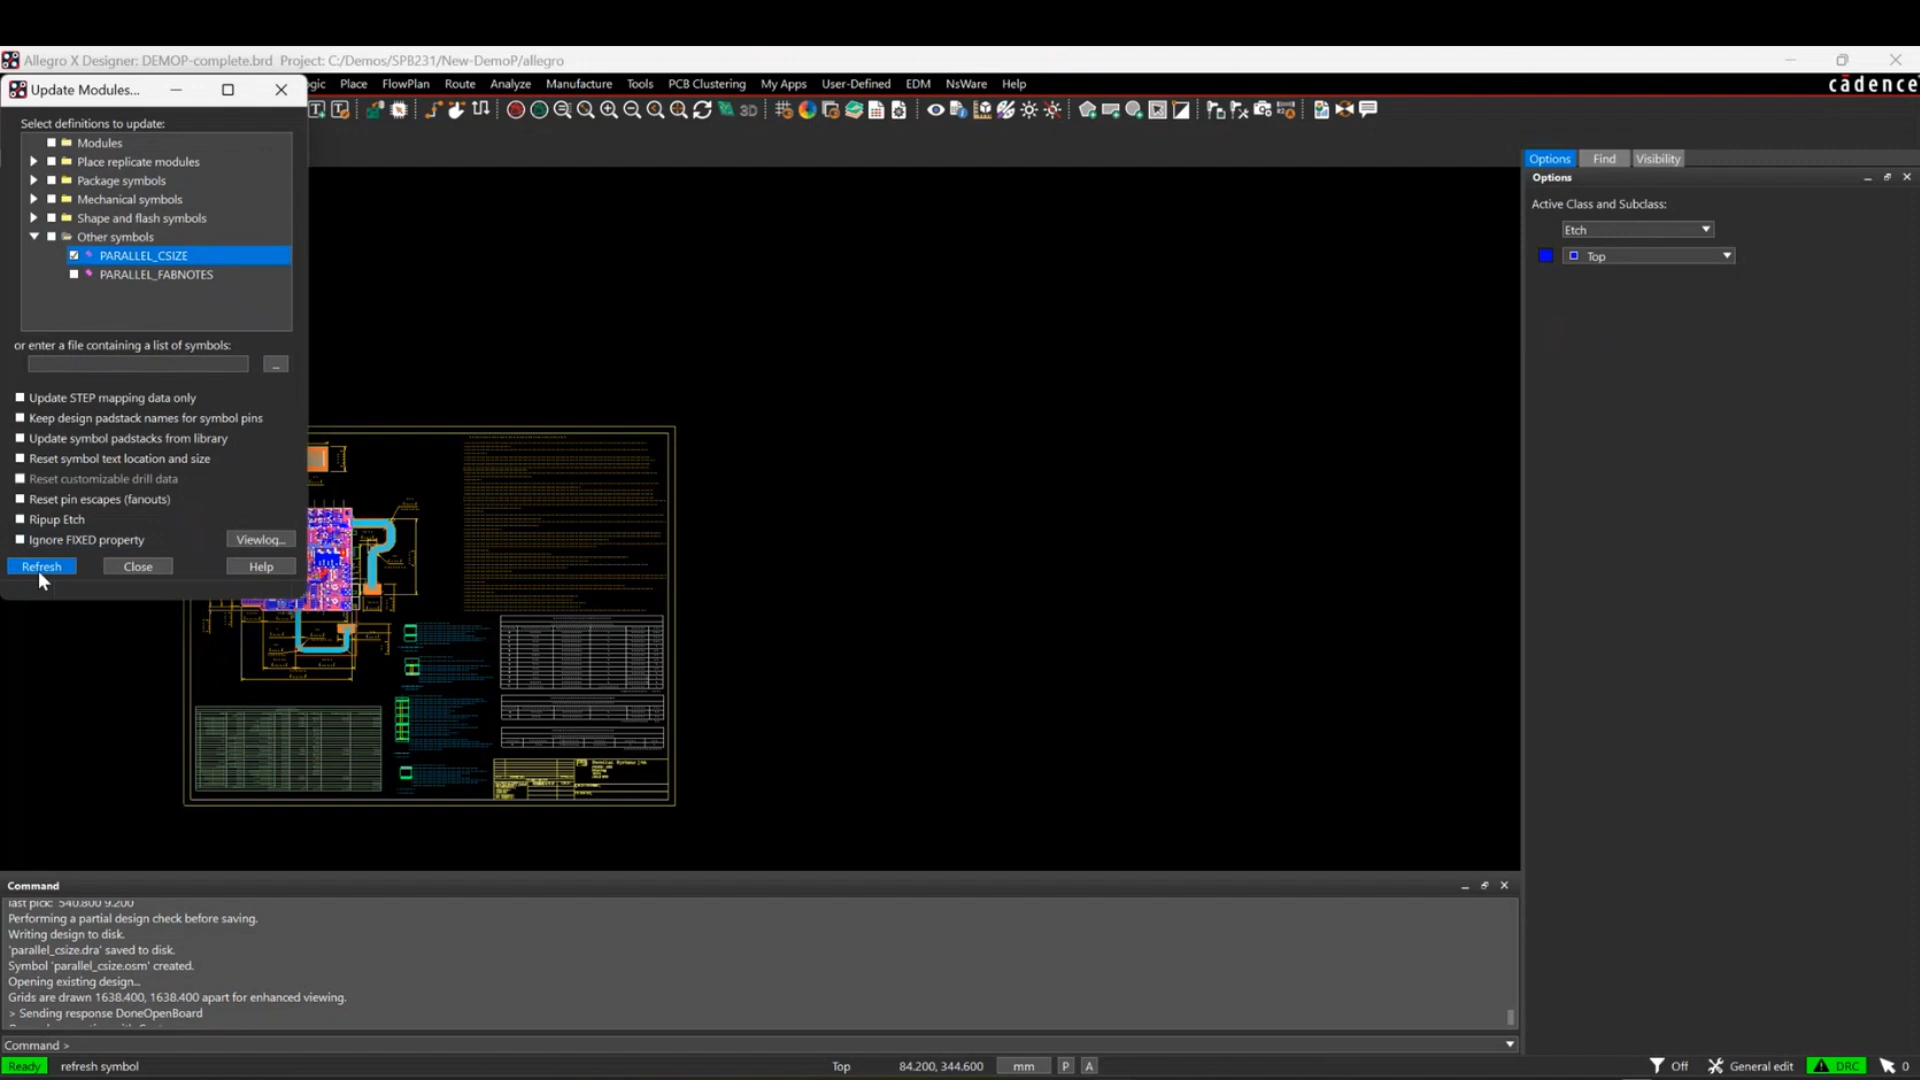 Allegro X Designer: DEMOP-complete.brd Project: C:/Demos/SPB231/New-DemoP/allegro
Update Modules...
Place FlowPlan Route Analyze Manufacture Tools PCB Clustering My Apps User-Defined EDM NsWare Help
cādence
3D
Select definitions to update:
Modules
Place replicate modules
Package symbols
Mechanical symbols
Shape and flash symbols
Other symbols
PARALLEL_CSIZE
PARALLEL_FABNOTES
or enter a file containing a list of symbols:
...
Update STEP mapping data only
Keep design padstack names for symbol pins
Update symbol padstacks from library
Reset symbol text location and size
Reset customizable drill data
Reset pin escapes (fanouts)
Ripup Etch
Ignore FIXED property
Viewlog...
Refresh Close Help
Options Find Visibility
Options
Active Class and Subclass:
Etch
Top
Command
last pick: 540.800 9.200
Performing a partial design check before saving.
Writing design to disk.
'parallel_csize.dra' saved to disk.
Symbol 'parallel_csize.osm' created.
Opening existing design...
Grids are drawn 1638.400, 1638.400 apart for enhanced viewing.
> Sending response DoneOpenBoard
Command >
Ready refresh symbol Top 84.200, 344.600 mm P A Off General edit DRC 0